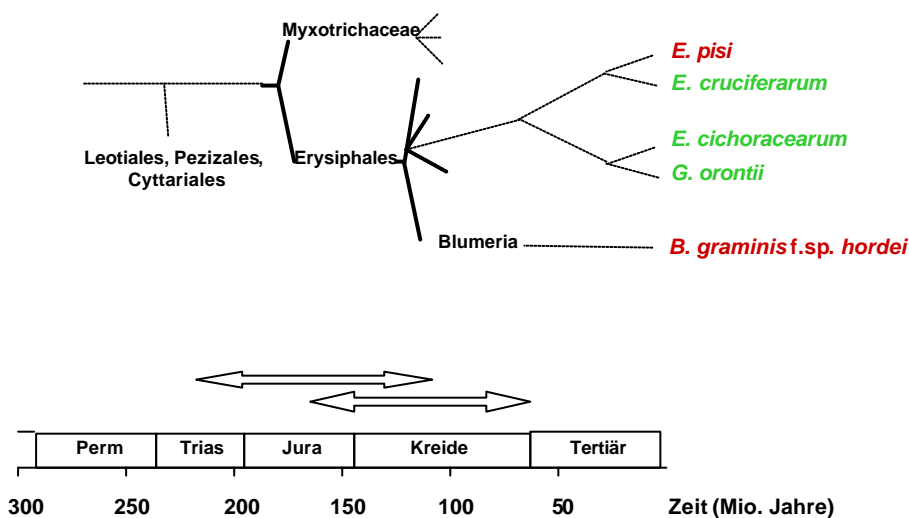 Myxotrichaceae
E. pisi
E. cruciferarum
Leotiales, Pezizales,
Cyttariales
Erysiphales
E. cichoracearum
G. orontii
Blumeria
B. graminis f.sp. hordei
Perm
Trias
Jura
Kreide
Tertiär
300
250
200
150
100
50
Zeit (Mio. Jahre)